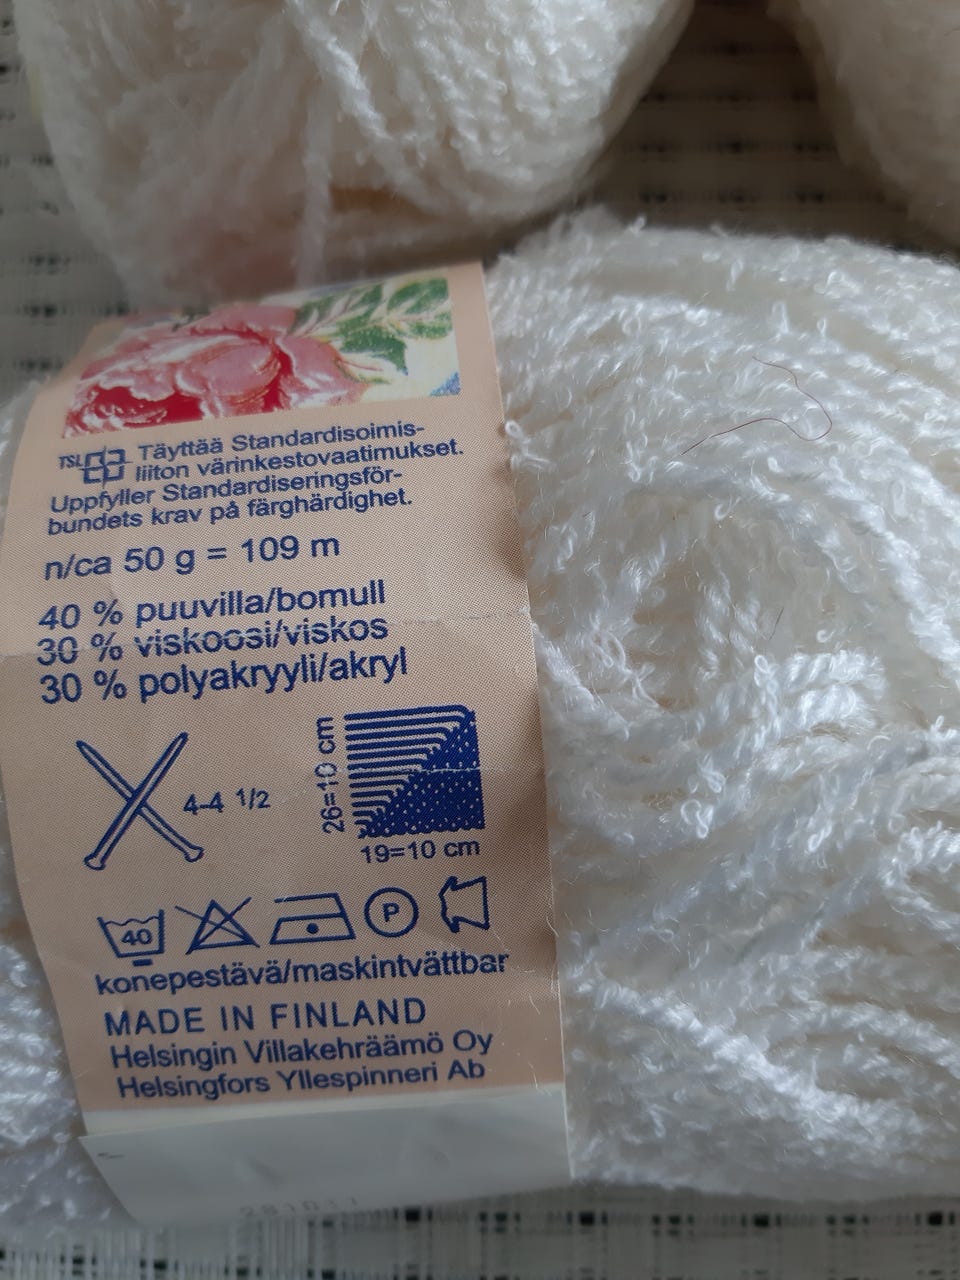 TSL Täyttää Standardisoimis-
liiton värinkestovaatimukset.
Uppfyller Standardiseringsför-
bundets krav på färghärdighet.
n/ca 50 g = 109 m
40 % puuvilla/bomull
30 % viskoosi/viskos
30 % polyakryyli/akryl
4-4 1/2
26=10 cm
19=10 cm
40
P
konepestävä/maskintvättbar
MADE IN FINLAND
Helsingin Villakehräämö Oy
Helsingfors Yllespinneri Ab